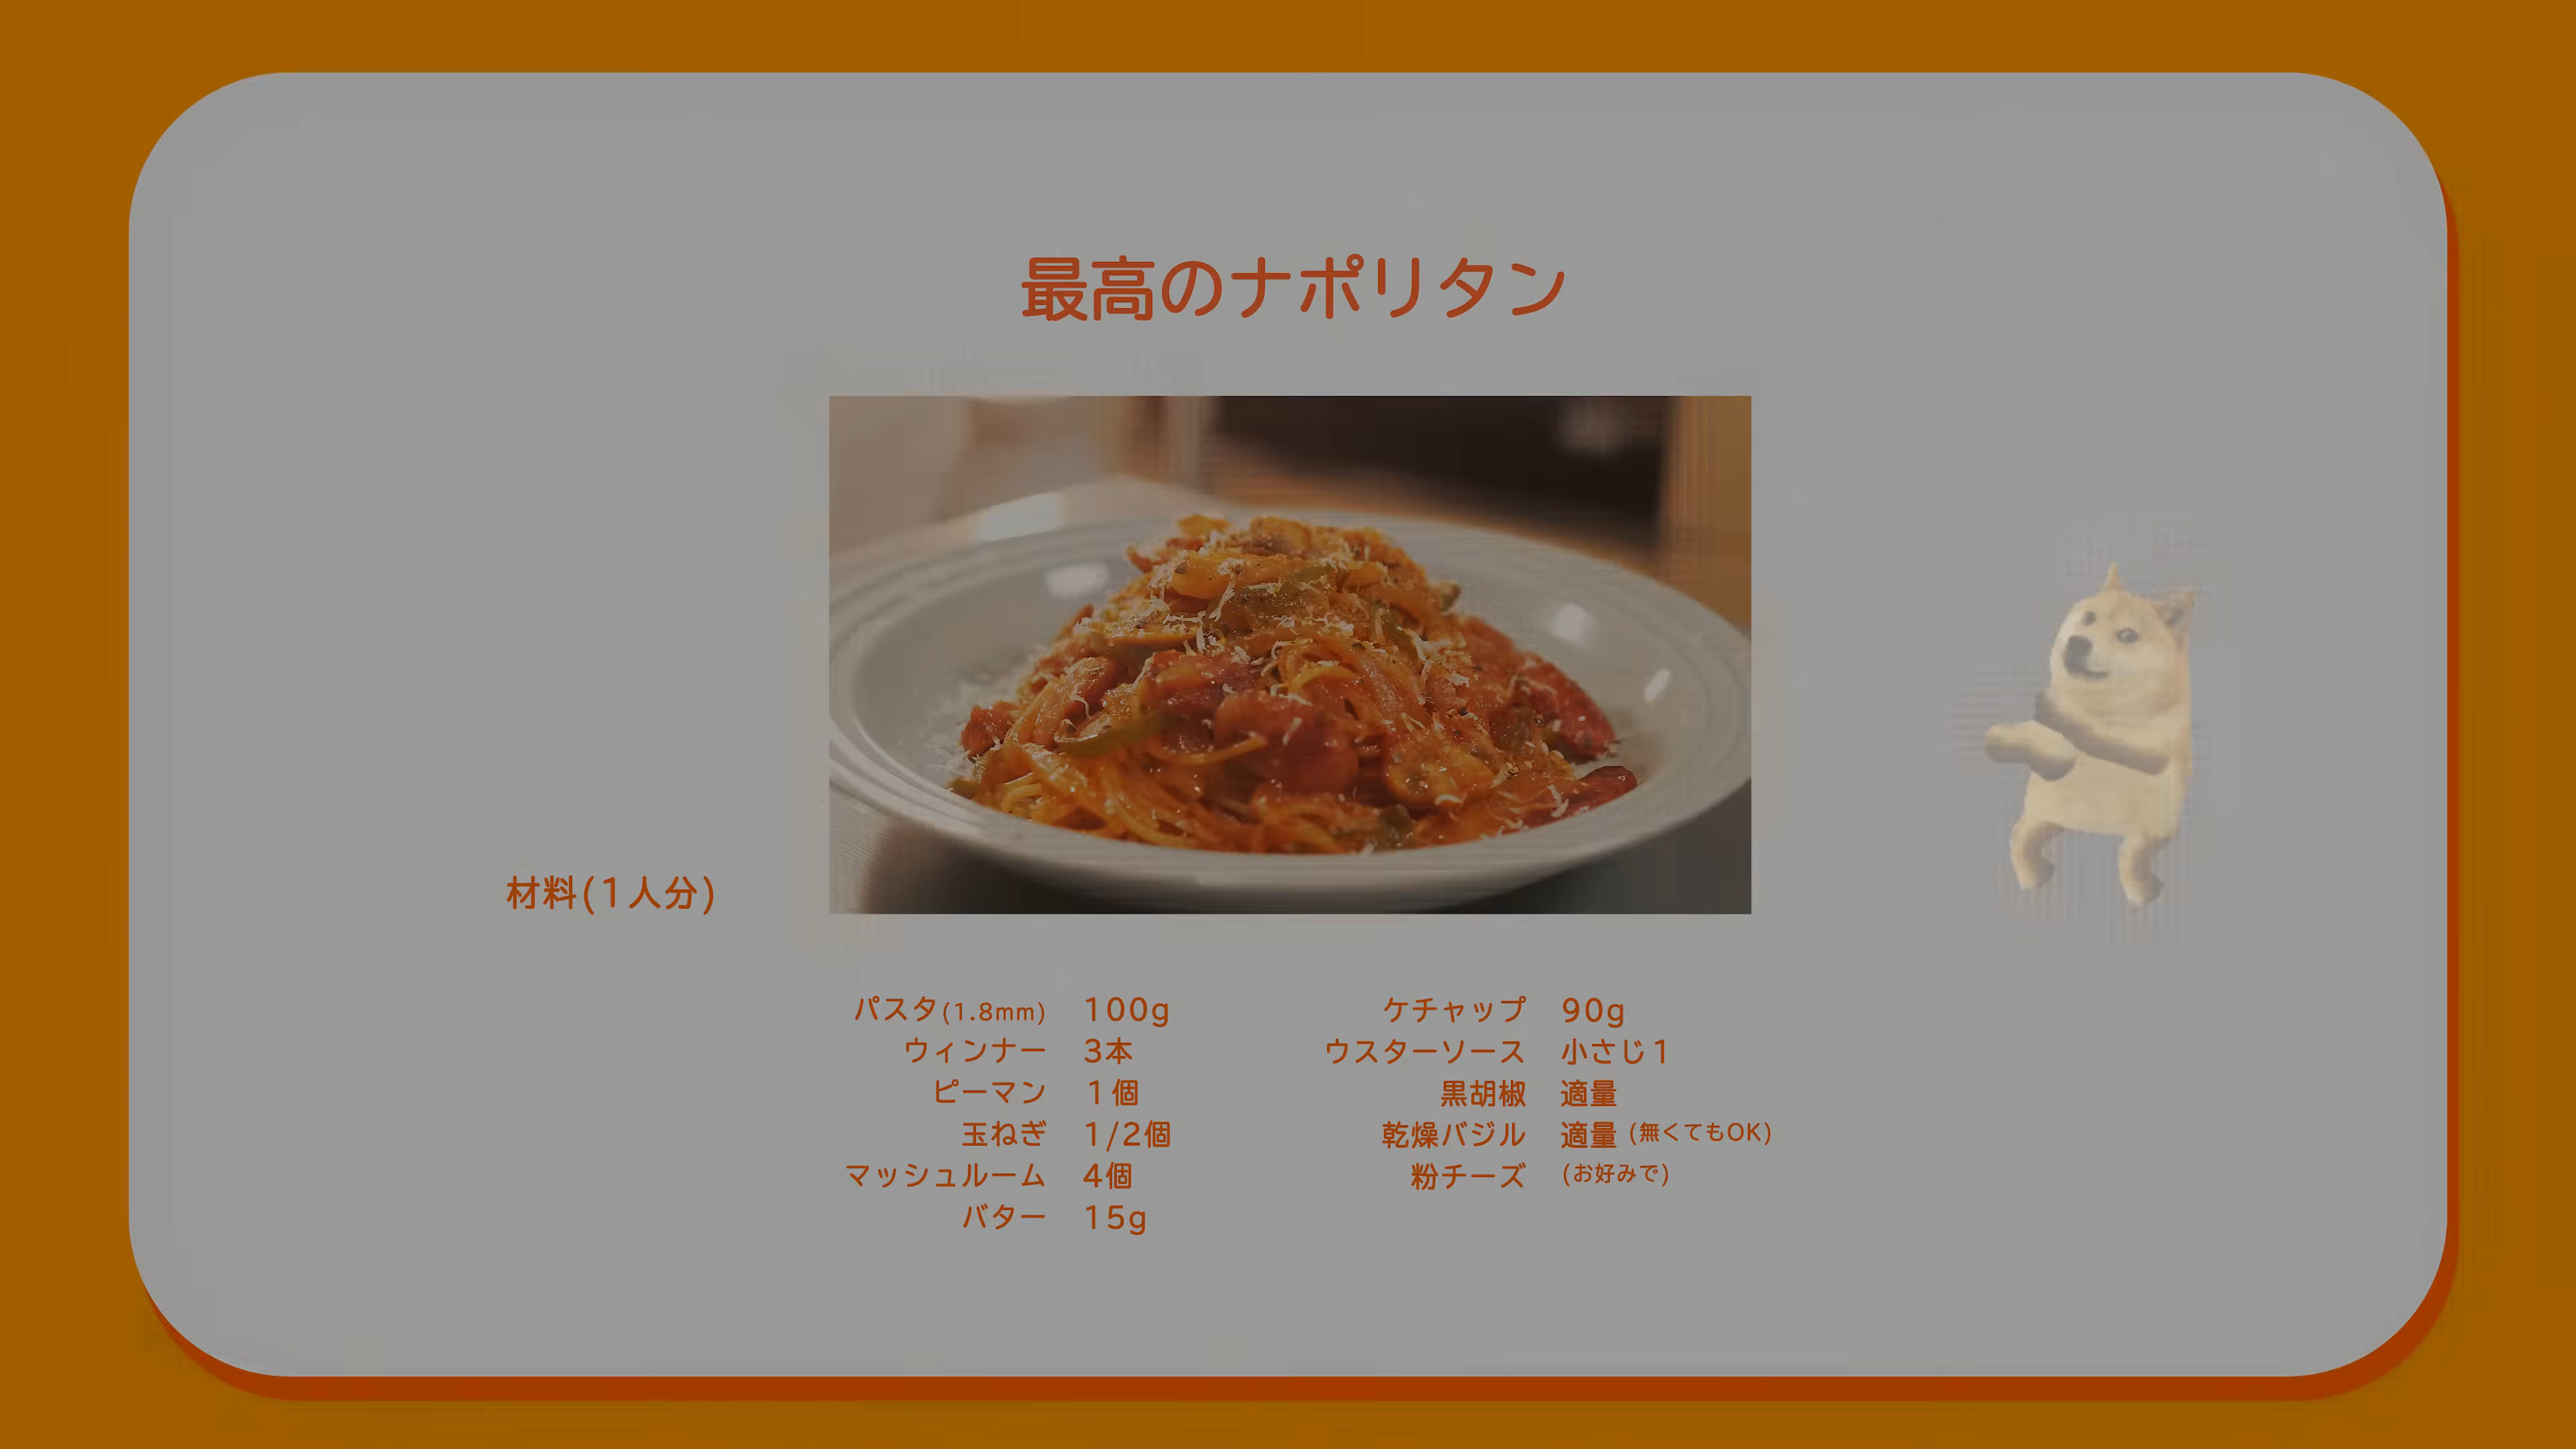 最高のナポリタン
材料(1人分)
パスタ(1.8mm) 100g
ウィンナー 3本
ピーマン 1個
玉ねぎ 1/2個
マッシュルーム 4個
バター 15g
ケチャップ 90g
ウスターソース 小さじ1
黒胡椒 適量
乾燥バジル 適量 (無くてもOK)
粉チーズ (お好みで)